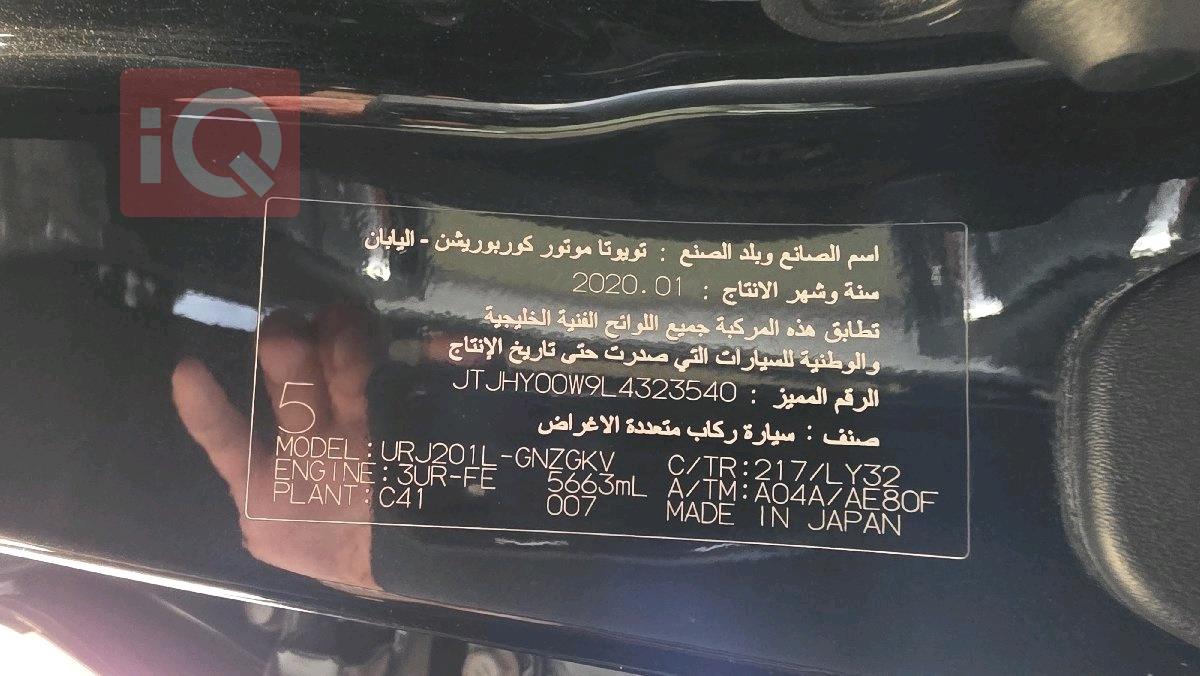 iQ
اسم الصانع وبلد الصنع : تويوتا موتور كوربوريشن - اليابان
سنة وشهر الانتاج : 2020.01
تطابق هذه المركبة جميع اللوائح الفنية الخليجية
والوطنية للسيارات التي صدرت حتى تاريخ الإنتاج
الرقم المميز : JTJHY00W9L4323540
صنف : سيارة ركاب متعددة الاغراض
5
MODEL:URJ201L-GNZGKV C/TR:217/LY32
ENGINE:3UR-FE 5663mL A/TM:A04A/AE80F
PLANT:C41 007 MADE IN JAPAN